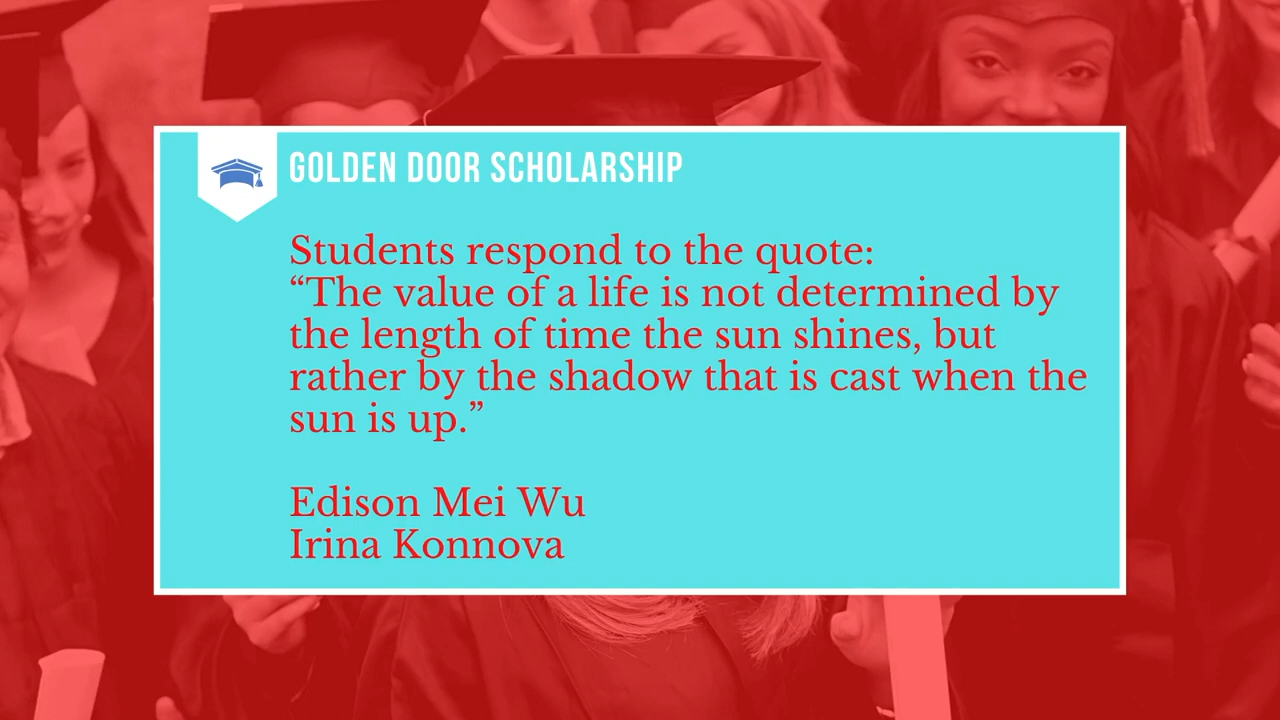 GOLDEN DOOR SCHOLARSHIP
Students respond to the quote:
“The value of a life is not determined by
the length of time the sun shines, but
rather by the shadow that is cast when the
sun is up.”
Edison Mei Wu
Irina Konnova